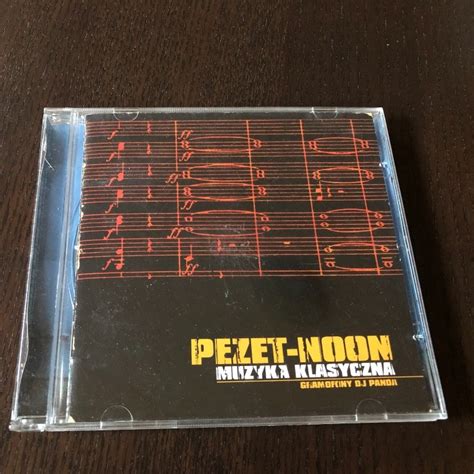 PEZET-NOON
MUZYKA KLASYCZNA
GRAMOFONY DJ PANDA